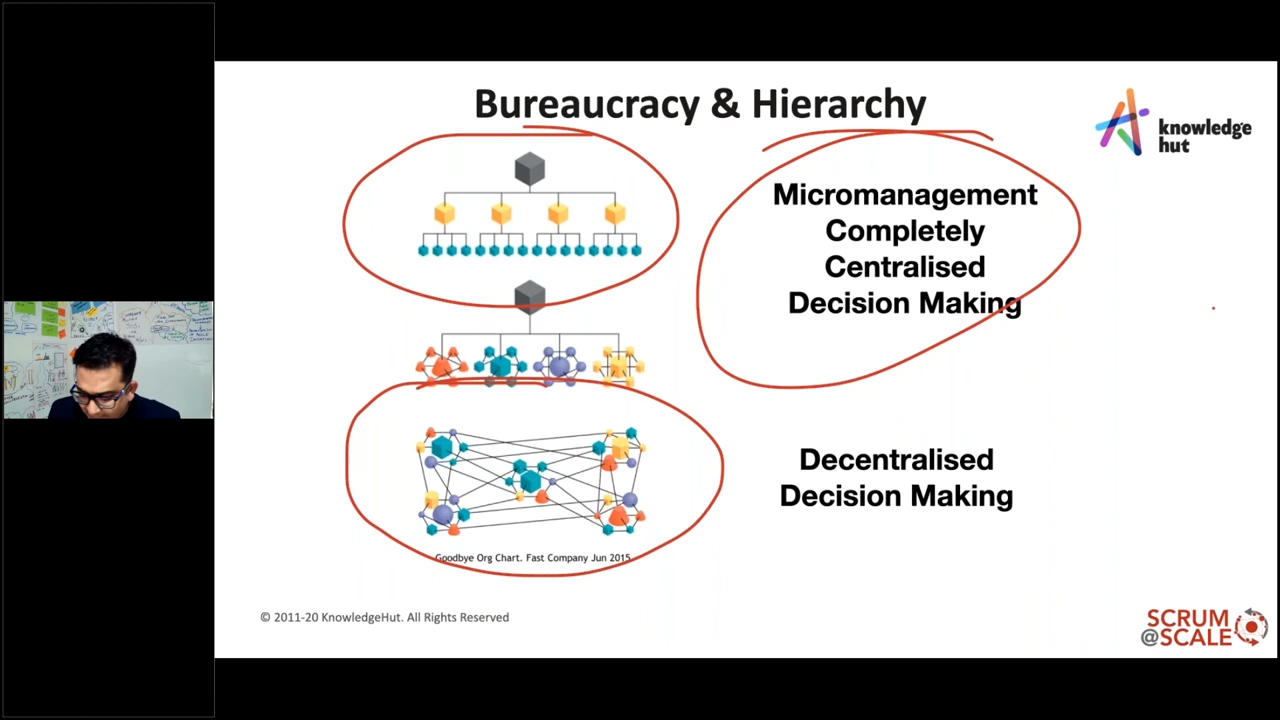 Bureaucracy & Hierarchy
knowledge
hut
Micromanagement
Completely
Centralised
Decision Making
Decentralised
Decision Making
Goodbye Org Chart. Fast Company Jun 2015
© 2011-20 KnowledgeHut. All Rights Reserved
SCRUM
@SCALE